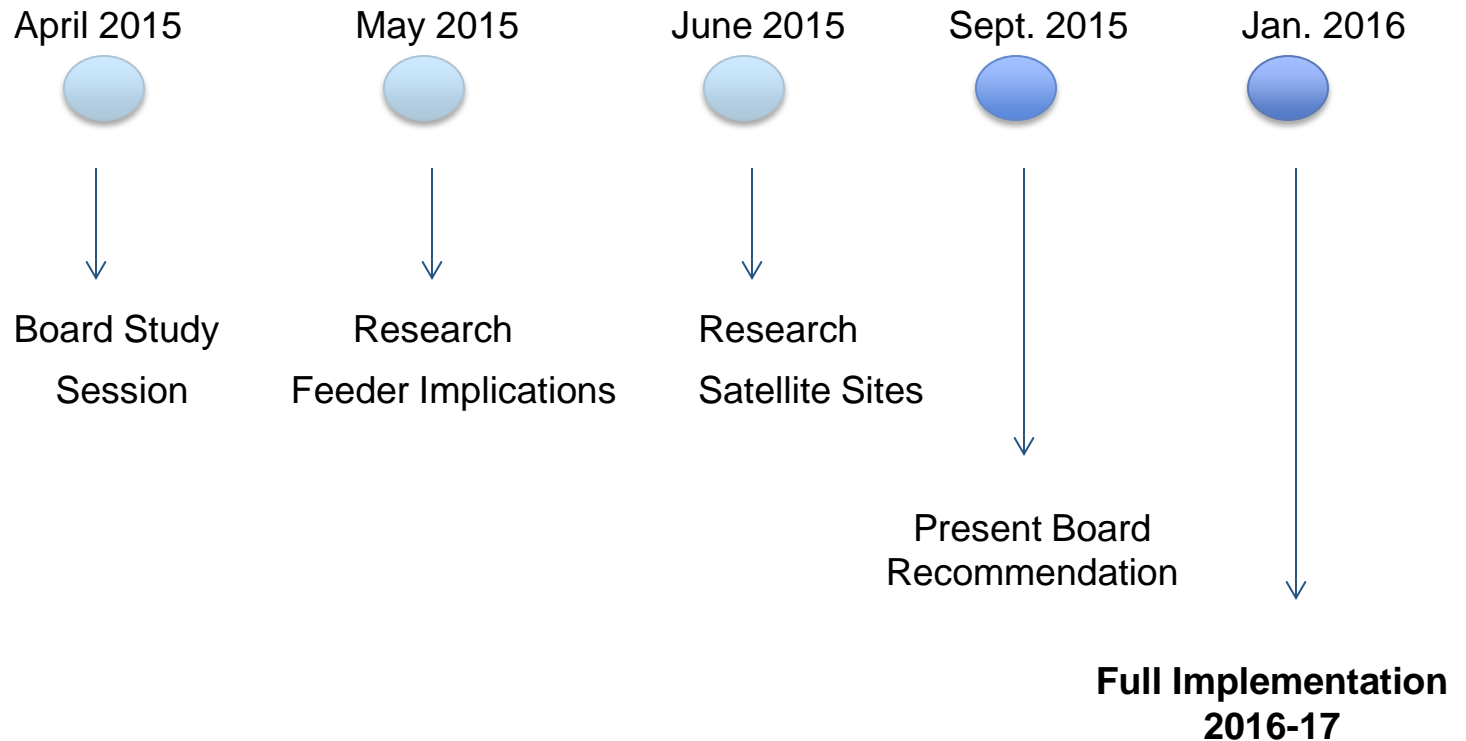 April 2015
May 2015
June 2015
Sept. 2015
Jan. 2016
Board Study
Session
Research
Feeder Implications
Research
Satellite Sites
Present Board
Recommendation
Full Implementation
2016-17